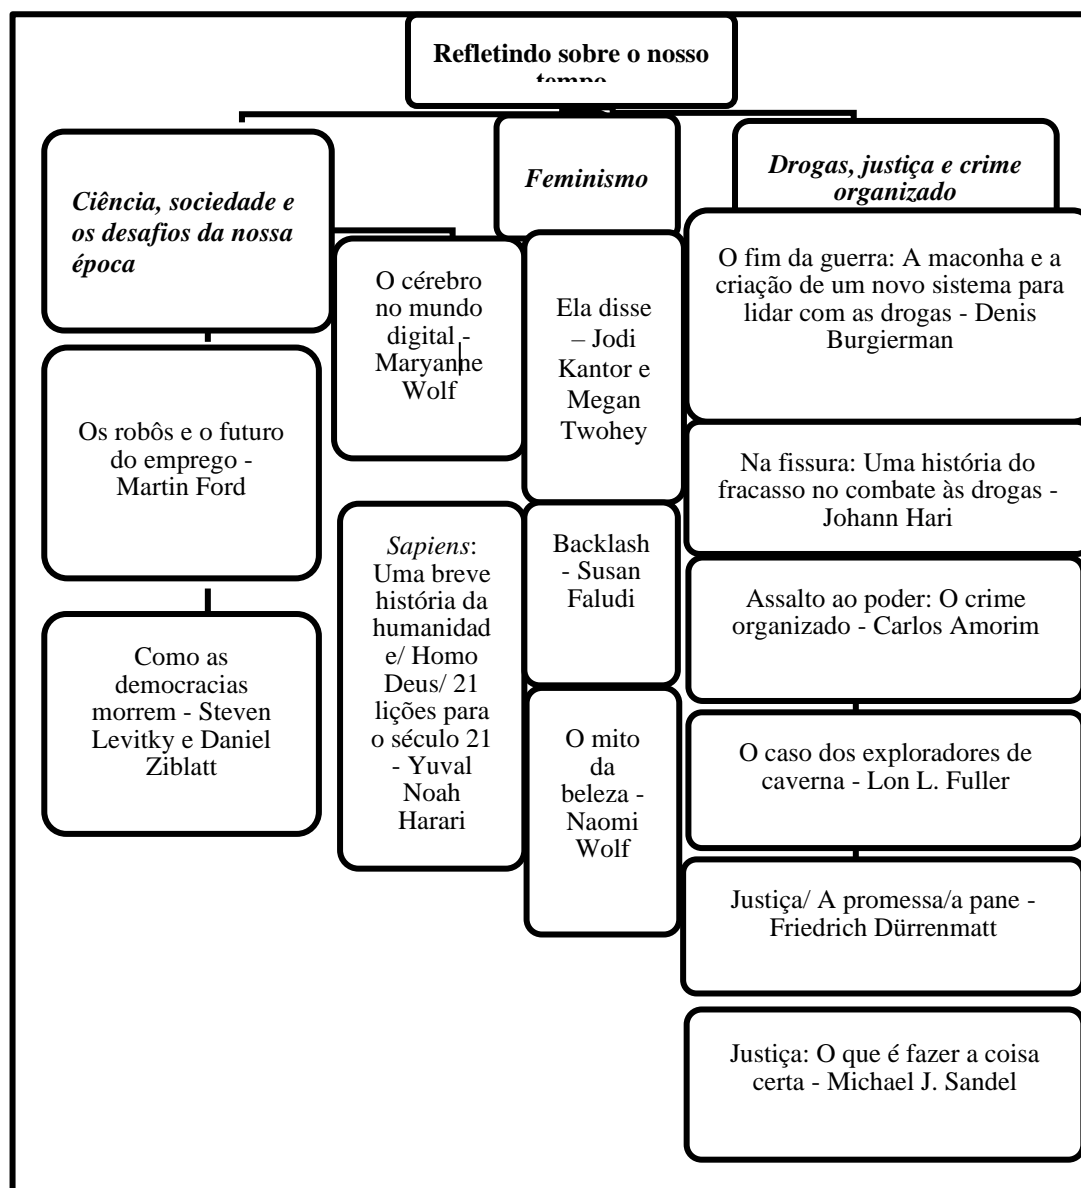 Refletindo sobre o nosso
tempo
Ciência, sociedade e
os desafios da nossa
época
Os robôs e o futuro
do emprego -
Martin Ford
Como as
democracias
morrem - Steven
Levitky e Daniel
Ziblatt
O cérebro
no mundo
digital -
Maryanne
Wolf
Sapiens:
Uma breve
história da
humanidad
e/ Homo
Deus/ 21
lições para
o século 21
- Yuval
Noah
Harari
Feminismo
Ela disse
– Jodi
Kantor e
Megan
Twohey
Backlash
- Susan
Faludi
O mito
da
beleza -
Naomi
Wolf
Drogas, justiça e crime
organizado
O fim da guerra: A maconha e a
criação de um novo sistema para
lidar com as drogas - Denis
Burgierman
Na fissura: Uma história do
fracasso no combate às drogas -
Johann Hari
Assalto ao poder: O crime
organizado - Carlos Amorim
O caso dos exploradores de
caverna - Lon L. Fuller
Justiça/ A promessa/a pane -
Friedrich Dürrenmatt
Justiça: O que é fazer a coisa
certa - Michael J. Sandel